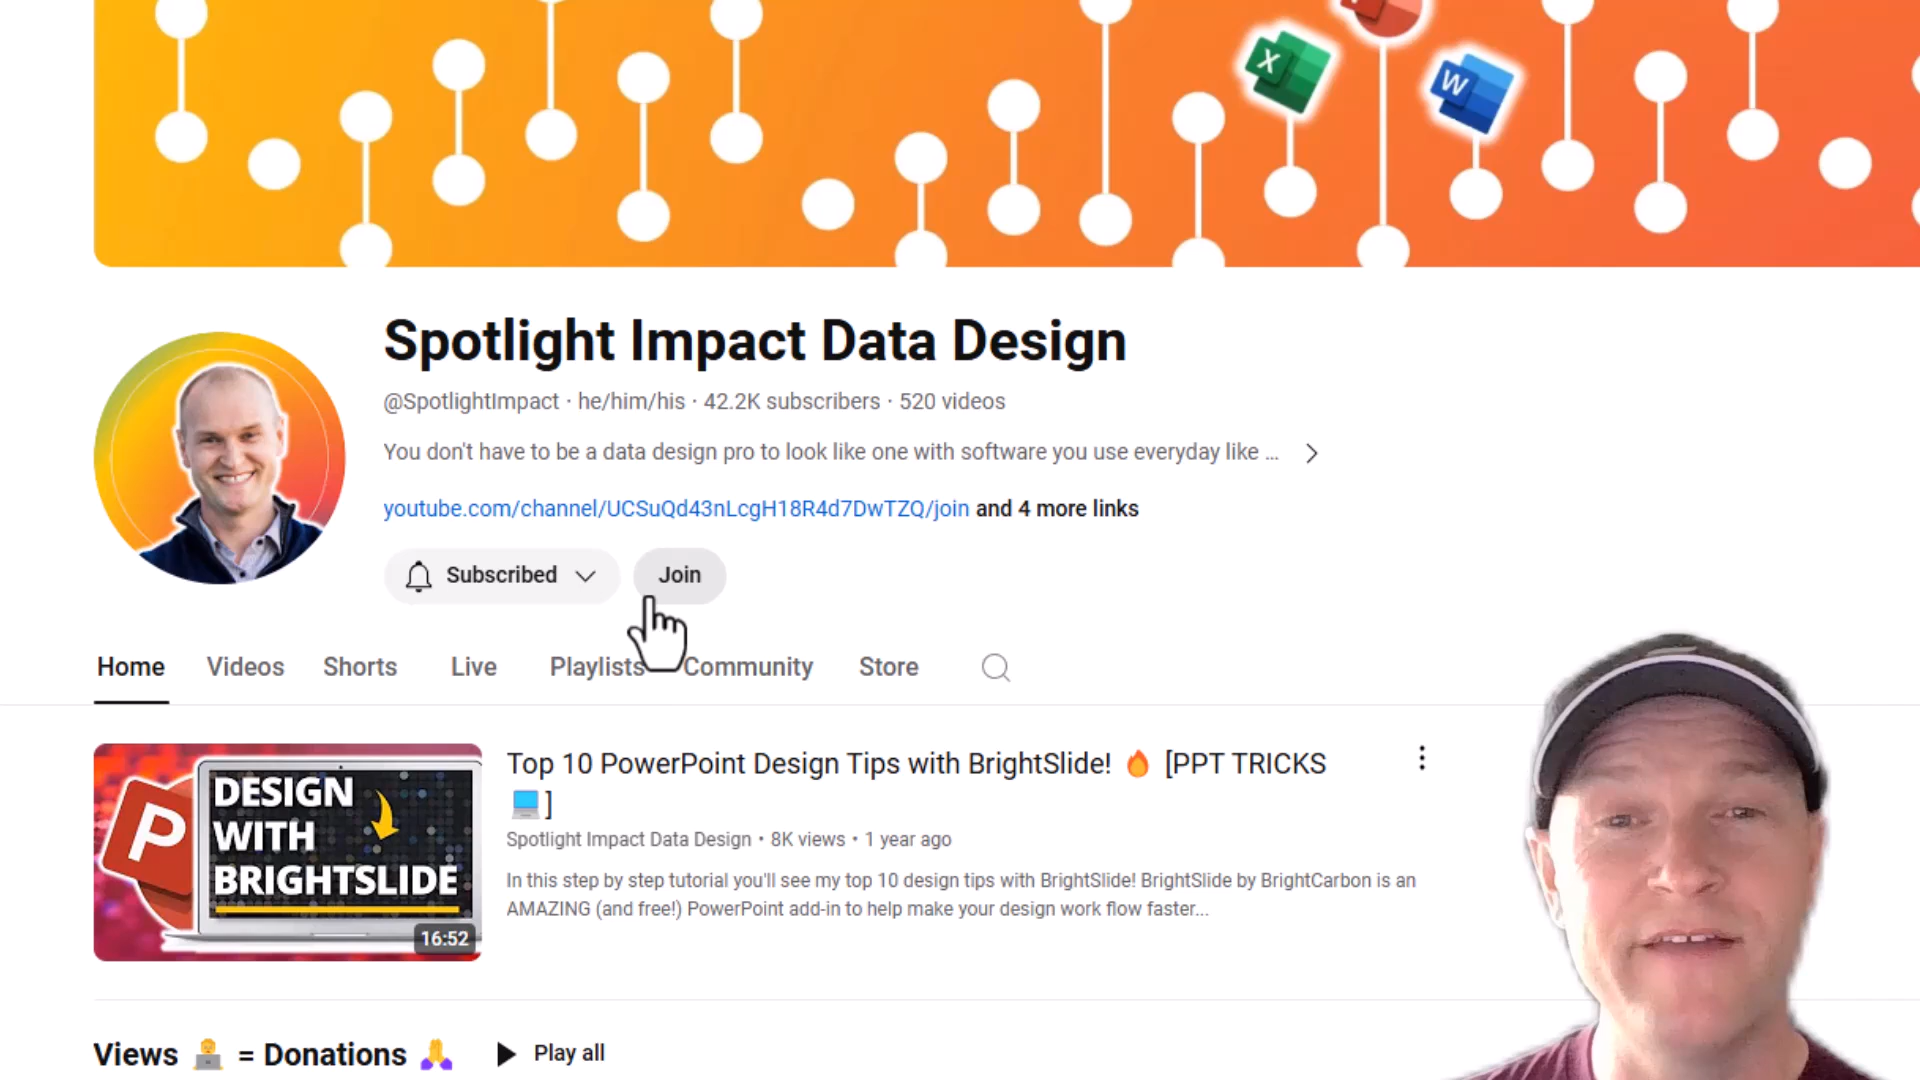 X
W
Spotlight Impact Data Design
@SpotlightImpact · he/him/his · 42.2K subscribers · 520 videos
You don't have to be a data design pro to look like one with software you use everyday like ...
youtube.com/channel/UCSuQd43nLcgH18R4d7DwTZQ/join and 4 more links
Subscribed
Join
Home Videos Shorts Live Playlists Community Store
P
DESIGN
WITH
BRIGHTSLIDE
16:52
Top 10 PowerPoint Design Tips with BrightSlide! 🔥 [PPT TRICKS
💻]
Spotlight Impact Data Design • 8K views • 1 year ago
In this step by step tutorial you'll see my top 10 design tips with BrightSlide! BrightSlide by BrightCarbon is an
AMAZING (and free!) PowerPoint add-in to help make your design work flow faster...
Views 🧑‍💻 = Donations 🙏 Play all